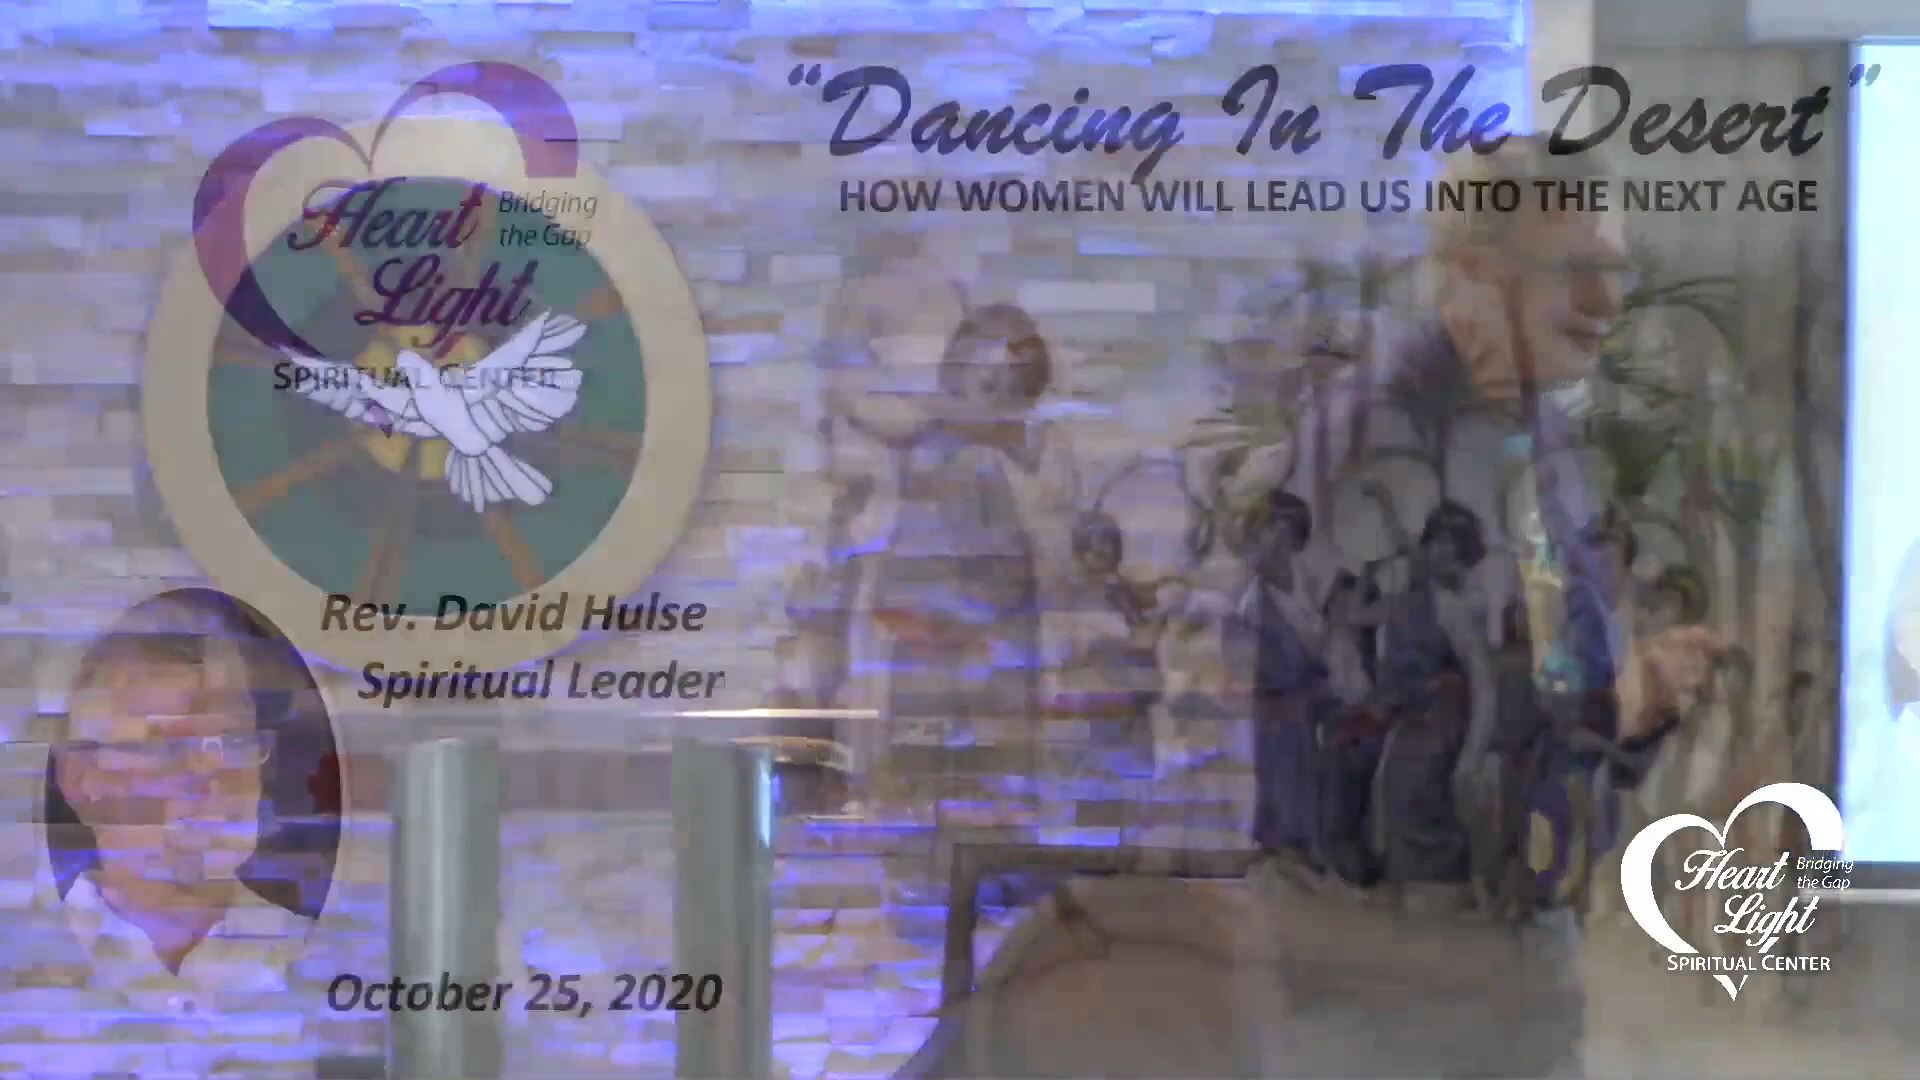 “Dancing In The Desert”
HOW WOMEN WILL LEAD US INTO THE NEXT AGE
Heart Bridging
the Gap
Light
SPIRITUAL CENTER
Rev. David Hulse
Spiritual Leader
October 25, 2020
Heart Bridging
the Gap
Light
SPIRITUAL CENTER